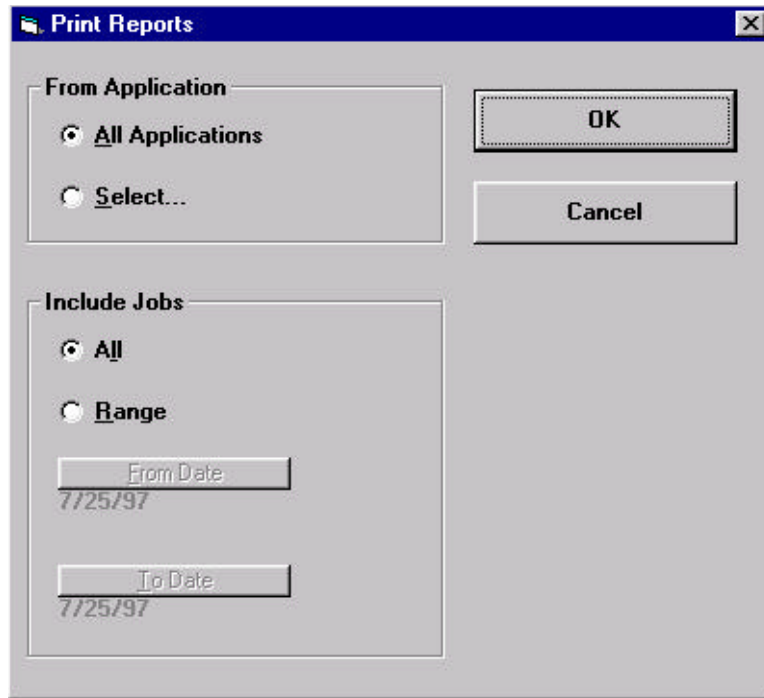 Print Reports
From Application
All Applications
Select...
OK
Cancel
Include Jobs
All
Range
From Date
7/25/97
To Date
7/25/97